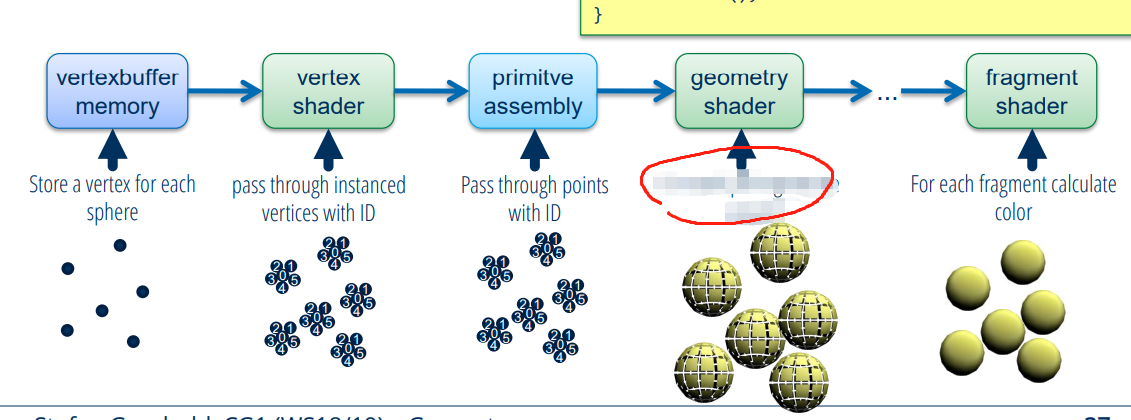 }
vertexbuffer
memory
vertex
shader
primitve
assembly
geometry
shader
...
fragment
shader
Store a vertex for each
sphere
pass through instanced
vertices with ID
Pass through points
with ID
For each fragment calculate
color
2 1
3 0 5
4
2 1
3 0 5
4
2 1
3 0 5
4
2 1
3 0 5
4
2 1
3 0 5
4
2 1
3 0 5
4
2 1
3 0 5
4
2 1
3 0 5
4
2 1
3 0 5
4
2 1
3 0 5
4
2 1
3 0 5
4
2 1
3 0 5
4